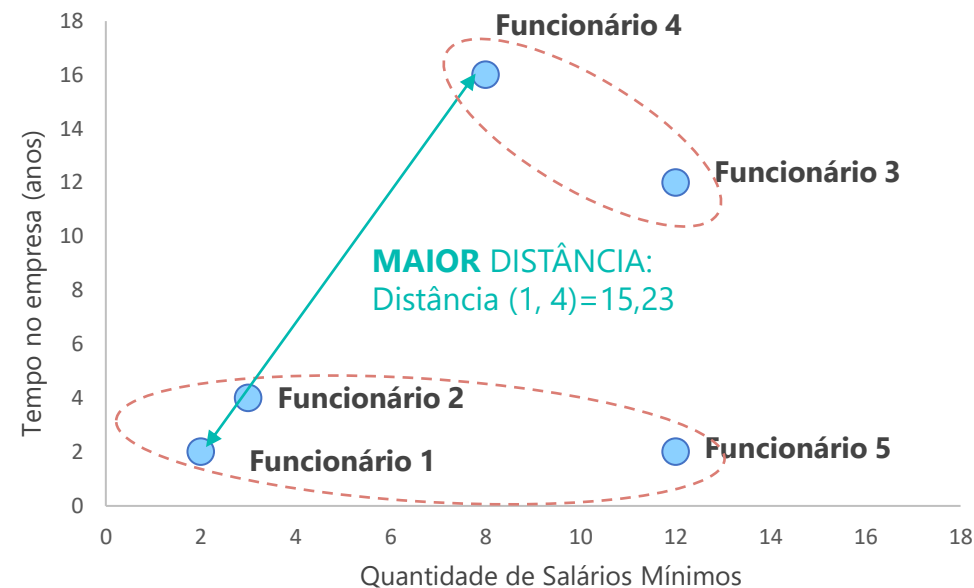 Funcionário 4
Funcionário 3
MAIOR DISTÂNCIA:
Distância (1, 4)=15,23
Funcionário 2
Funcionário 1
Funcionário 5
Tempo no empresa (anos)
18
16
14
12
10
8
6
4
2
0
0 2 4 6 8 10 12 14 16 18
Quantidade de Salários Mínimos